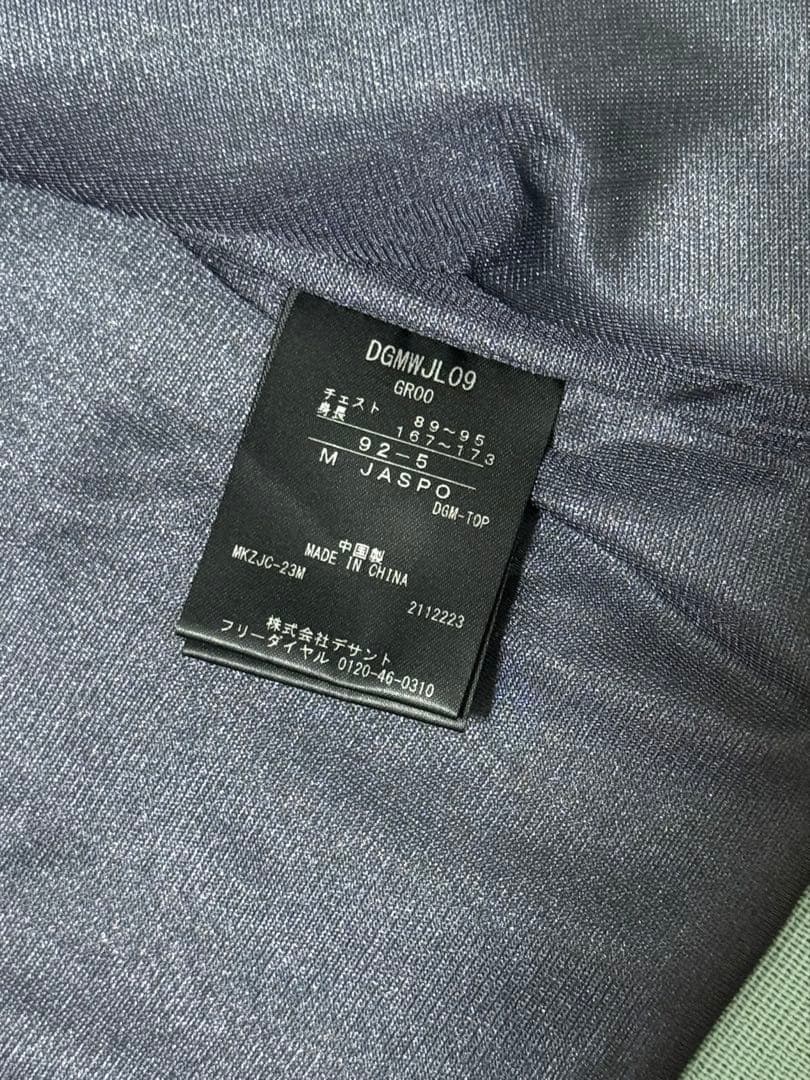 DGMWJL09
GR00
チェスト 89～95
身長 167～173
92-5
M JASPO
DGM-TOP
中国製
MADE IN CHINA
MKZJC-23M
2112223
株式会社デサント
フリーダイヤル 0120-46-0310